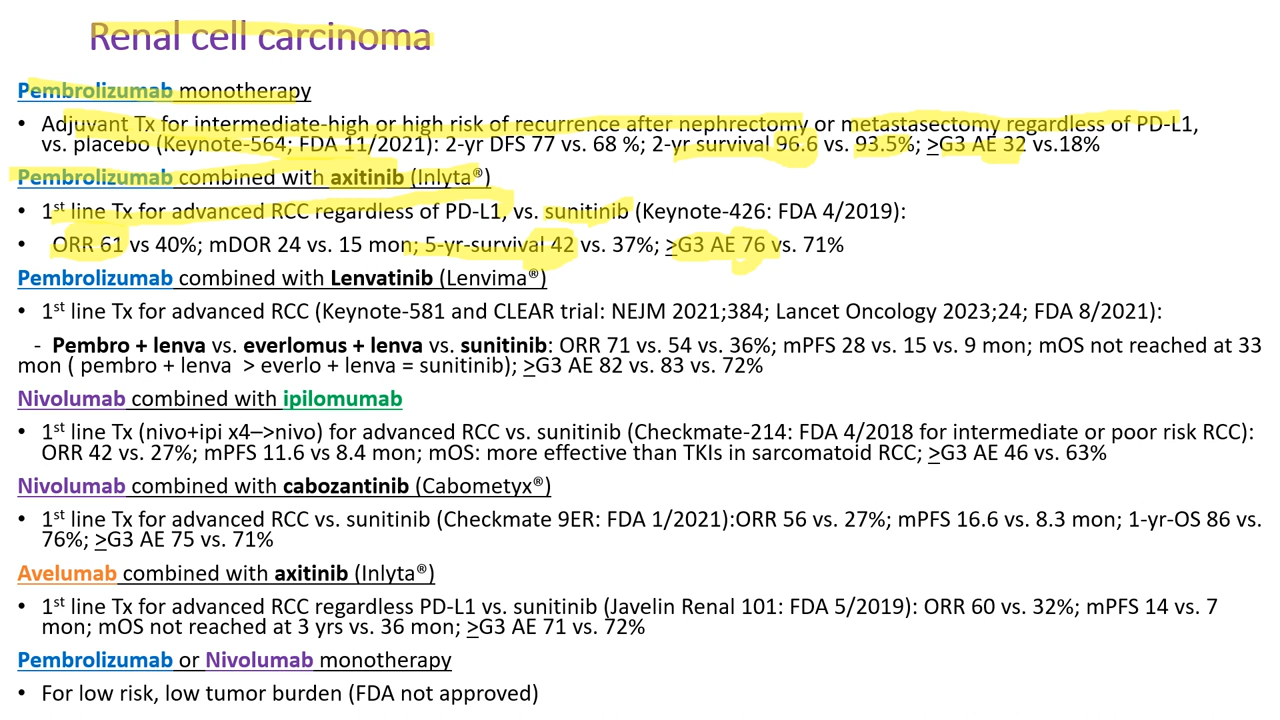 Renal cell carcinoma
Pembrolizumab monotherapy
• Adjuvant Tx for intermediate-high or high risk of recurrence after nephrectomy or metastasectomy regardless of PD-L1,
vs. placebo (Keynote-564; FDA 11/2021): 2-yr DFS 77 vs. 68 %; 2-yr survival 96.6 vs. 93.5%; >G3 AE 32 vs.18%
Pembrolizumab combined with axitinib (Inlyta®)
• 1st line Tx for advanced RCC regardless of PD-L1, vs. sunitinib (Keynote-426: FDA 4/2019):
• ORR 61 vs 40%; mDOR 24 vs. 15 mon; 5-yr-survival 42 vs. 37%; >G3 AE 76 vs. 71%
Pembrolizumab combined with Lenvatinib (Lenvima®)
• 1st line Tx for advanced RCC (Keynote-581 and CLEAR trial: NEJM 2021;384; Lancet Oncology 2023;24; FDA 8/2021):
- Pembro + lenva vs. everlomus + lenva vs. sunitinib: ORR 71 vs. 54 vs. 36%; mPFS 28 vs. 15 vs. 9 mon; mOS not reached at 33
mon ( pembro + lenva > everlo + lenva = sunitinib); >G3 AE 82 vs. 83 vs. 72%
Nivolumab combined with ipilomumab
• 1st line Tx (nivo+ipi x4–>nivo) for advanced RCC vs. sunitinib (Checkmate-214: FDA 4/2018 for intermediate or poor risk RCC):
ORR 42 vs. 27%; mPFS 11.6 vs 8.4 mon; mOS: more effective than TKIs in sarcomatoid RCC; >G3 AE 46 vs. 63%
Nivolumab combined with cabozantinib (Cabometyx®)
• 1st line Tx for advanced RCC vs. sunitinib (Checkmate 9ER: FDA 1/2021):ORR 56 vs. 27%; mPFS 16.6 vs. 8.3 mon; 1-yr-OS 86 vs.
76%; >G3 AE 75 vs. 71%
Avelumab combined with axitinib (Inlyta®)
• 1st line Tx for advanced RCC regardless PD-L1 vs. sunitinib (Javelin Renal 101: FDA 5/2019): ORR 60 vs. 32%; mPFS 14 vs. 7
mon; mOS not reached at 3 yrs vs. 36 mon; >G3 AE 71 vs. 72%
Pembrolizumab or Nivolumab monotherapy
• For low risk, low tumor burden (FDA not approved)